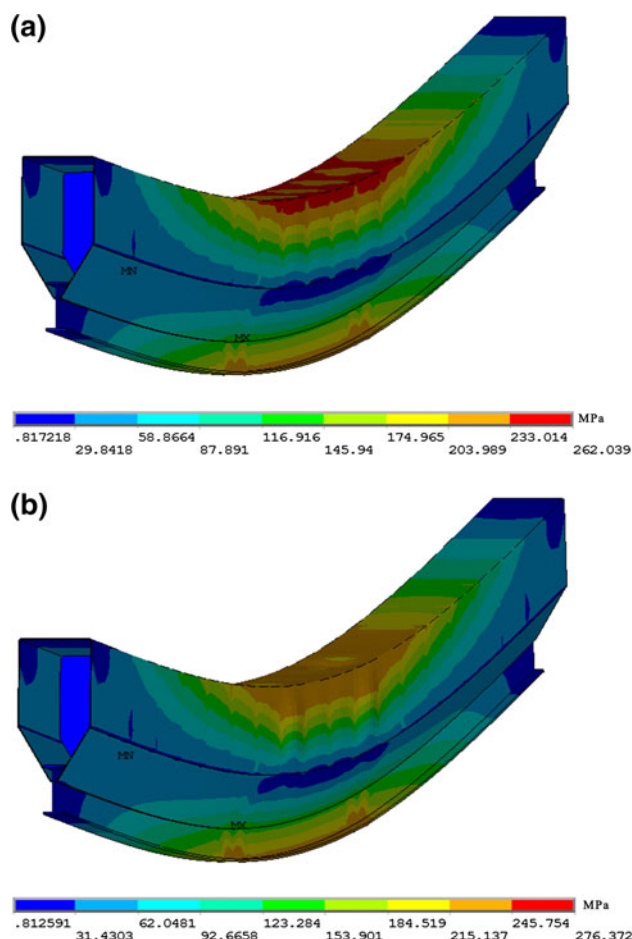 (a)
MN
MX
MPa
.817218 58.8664 116.916 174.965 233.014
29.8418 87.891 145.94 203.989 262.039
(b)
MN
MX
MPa
.812591 62.0481 123.284 184.519 245.754
31.4303 92.6658 153.901 215.137 276.372